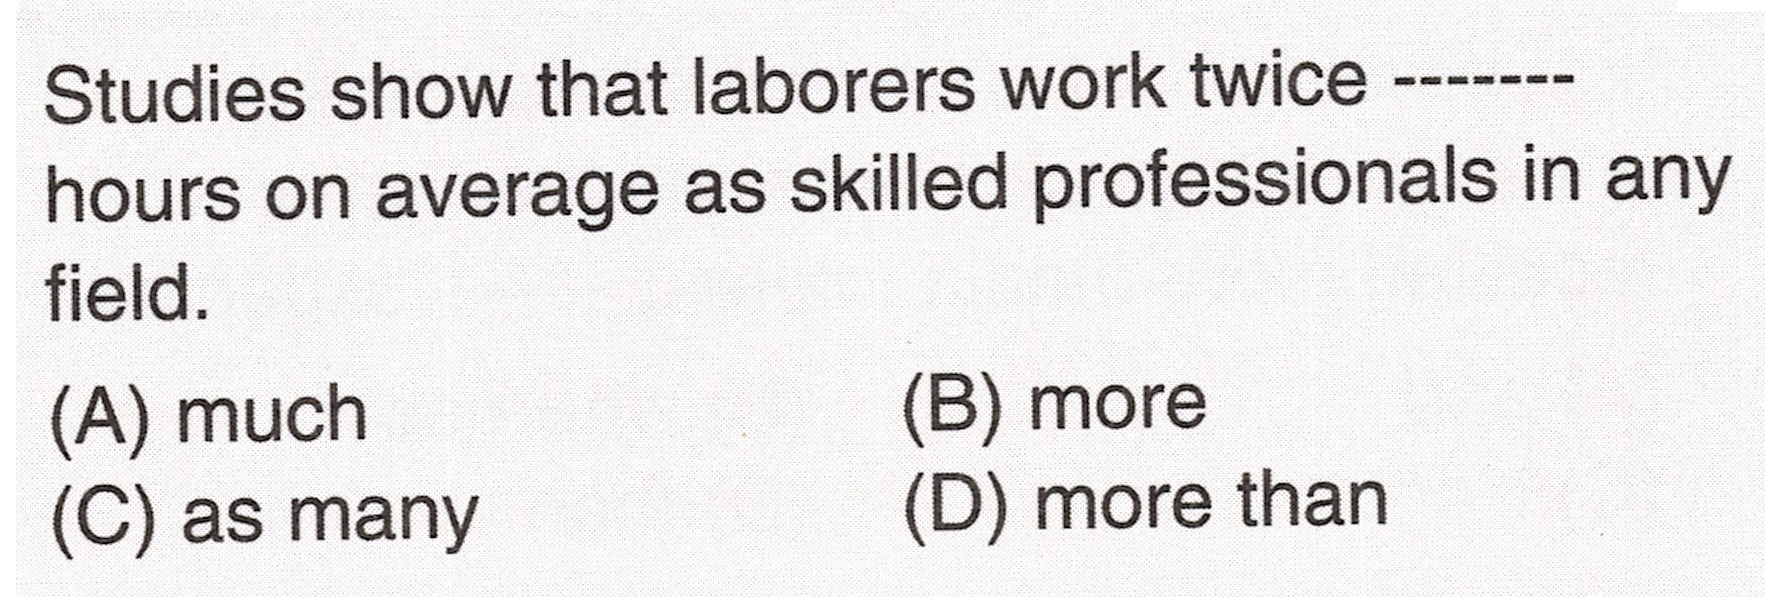 Studies show that laborers work twice -------
hours on average as skilled professionals in any
field.
(A) much (B) more
(C) as many (D) more than